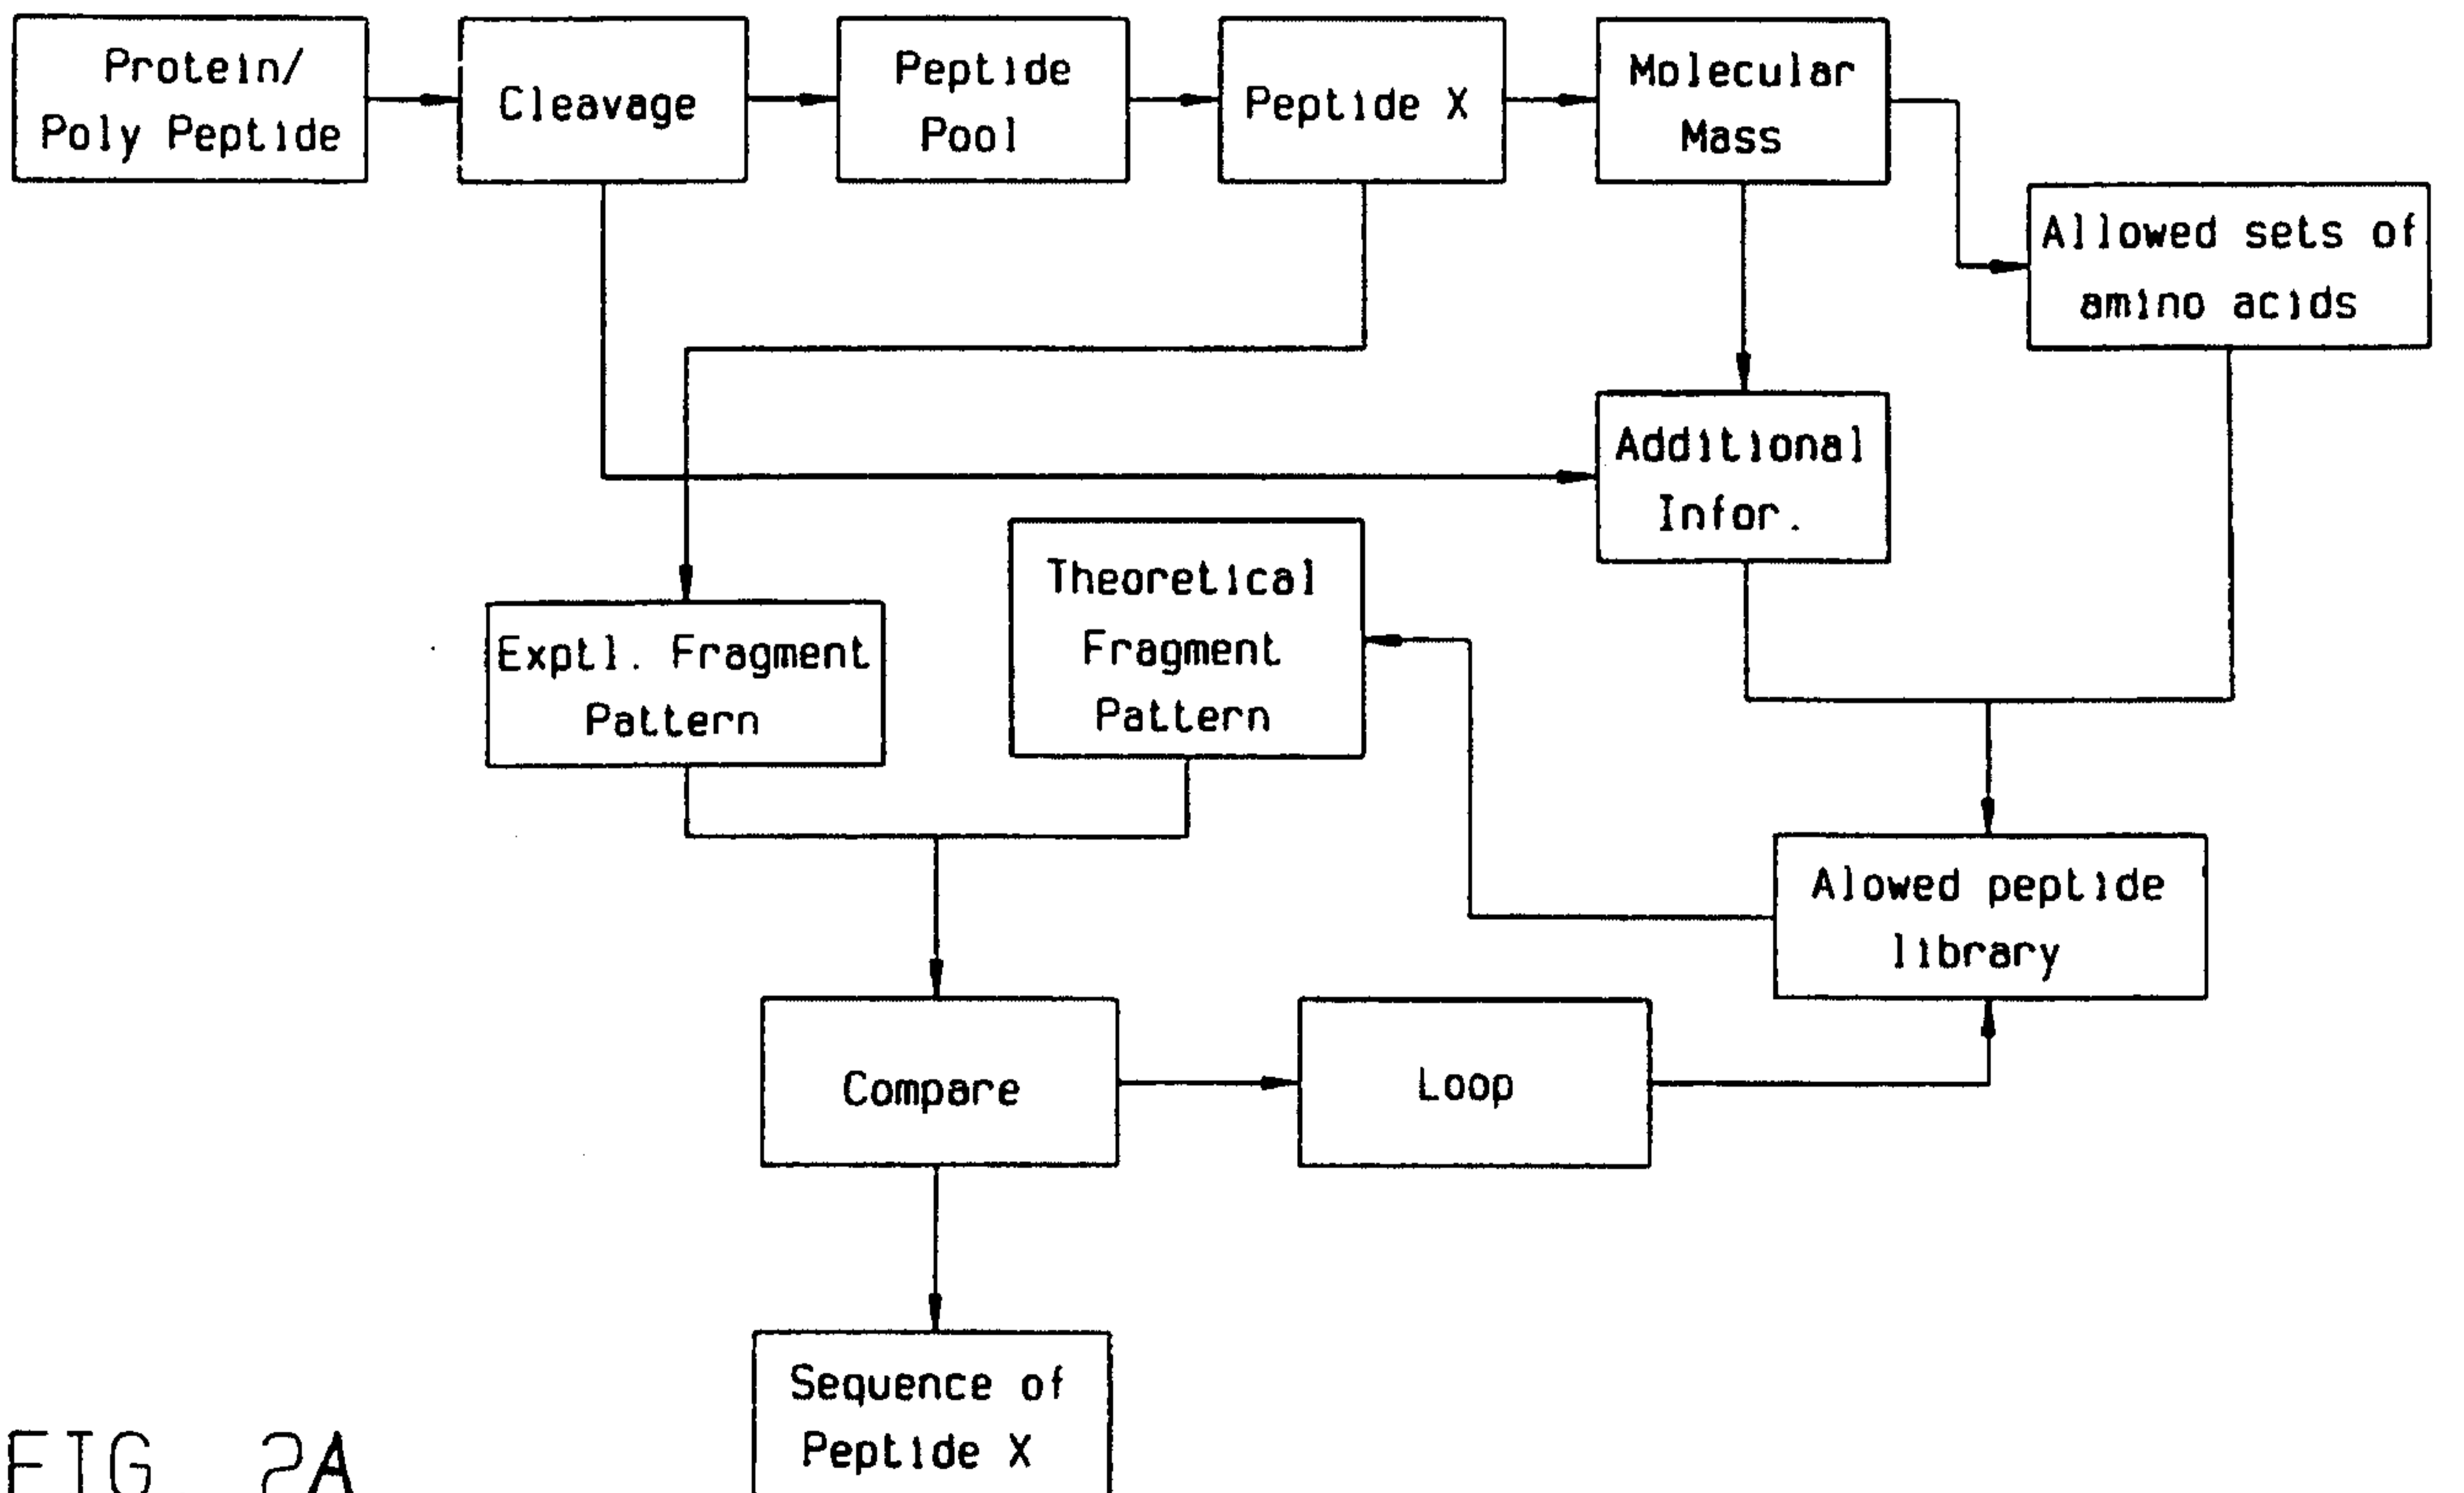 Protein/
Poly Peptide
Cleavage
Peptide
Pool
Peptide X
Molecular
Mass
Allowed sets of
amino acids
Additional
Infor.
Theoretical
Fragment
Pattern
Exptl. Fragment
Pattern
Alowed peptide
library
Compare
Loop
Sequence of
Peptide X
FIG 2A